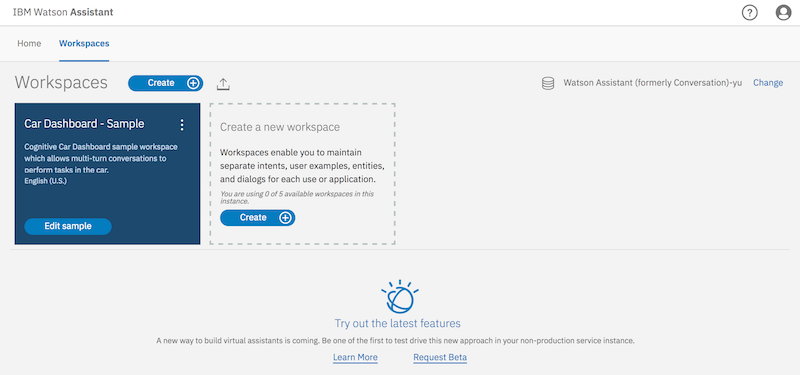 IBM Watson Assistant
Home Workspaces
Workspaces Create Watson Assistant (formerly Conversation)-yu Change
Car Dashboard - Sample
Cognitive Car Dashboard sample workspace
which allows multi-turn conversations to
perform tasks in the car.
English (U.S.)
Edit sample
Create a new workspace
Workspaces enable you to maintain
separate intents, user examples, entities,
and dialogs for each use or application.
You are using 0 of 5 available workspaces in this
instance.
Create
Try out the latest features
A new way to build virtual assistants is coming. Be one of the first to test drive this new approach in your non-production service instance.
Learn More Request Beta